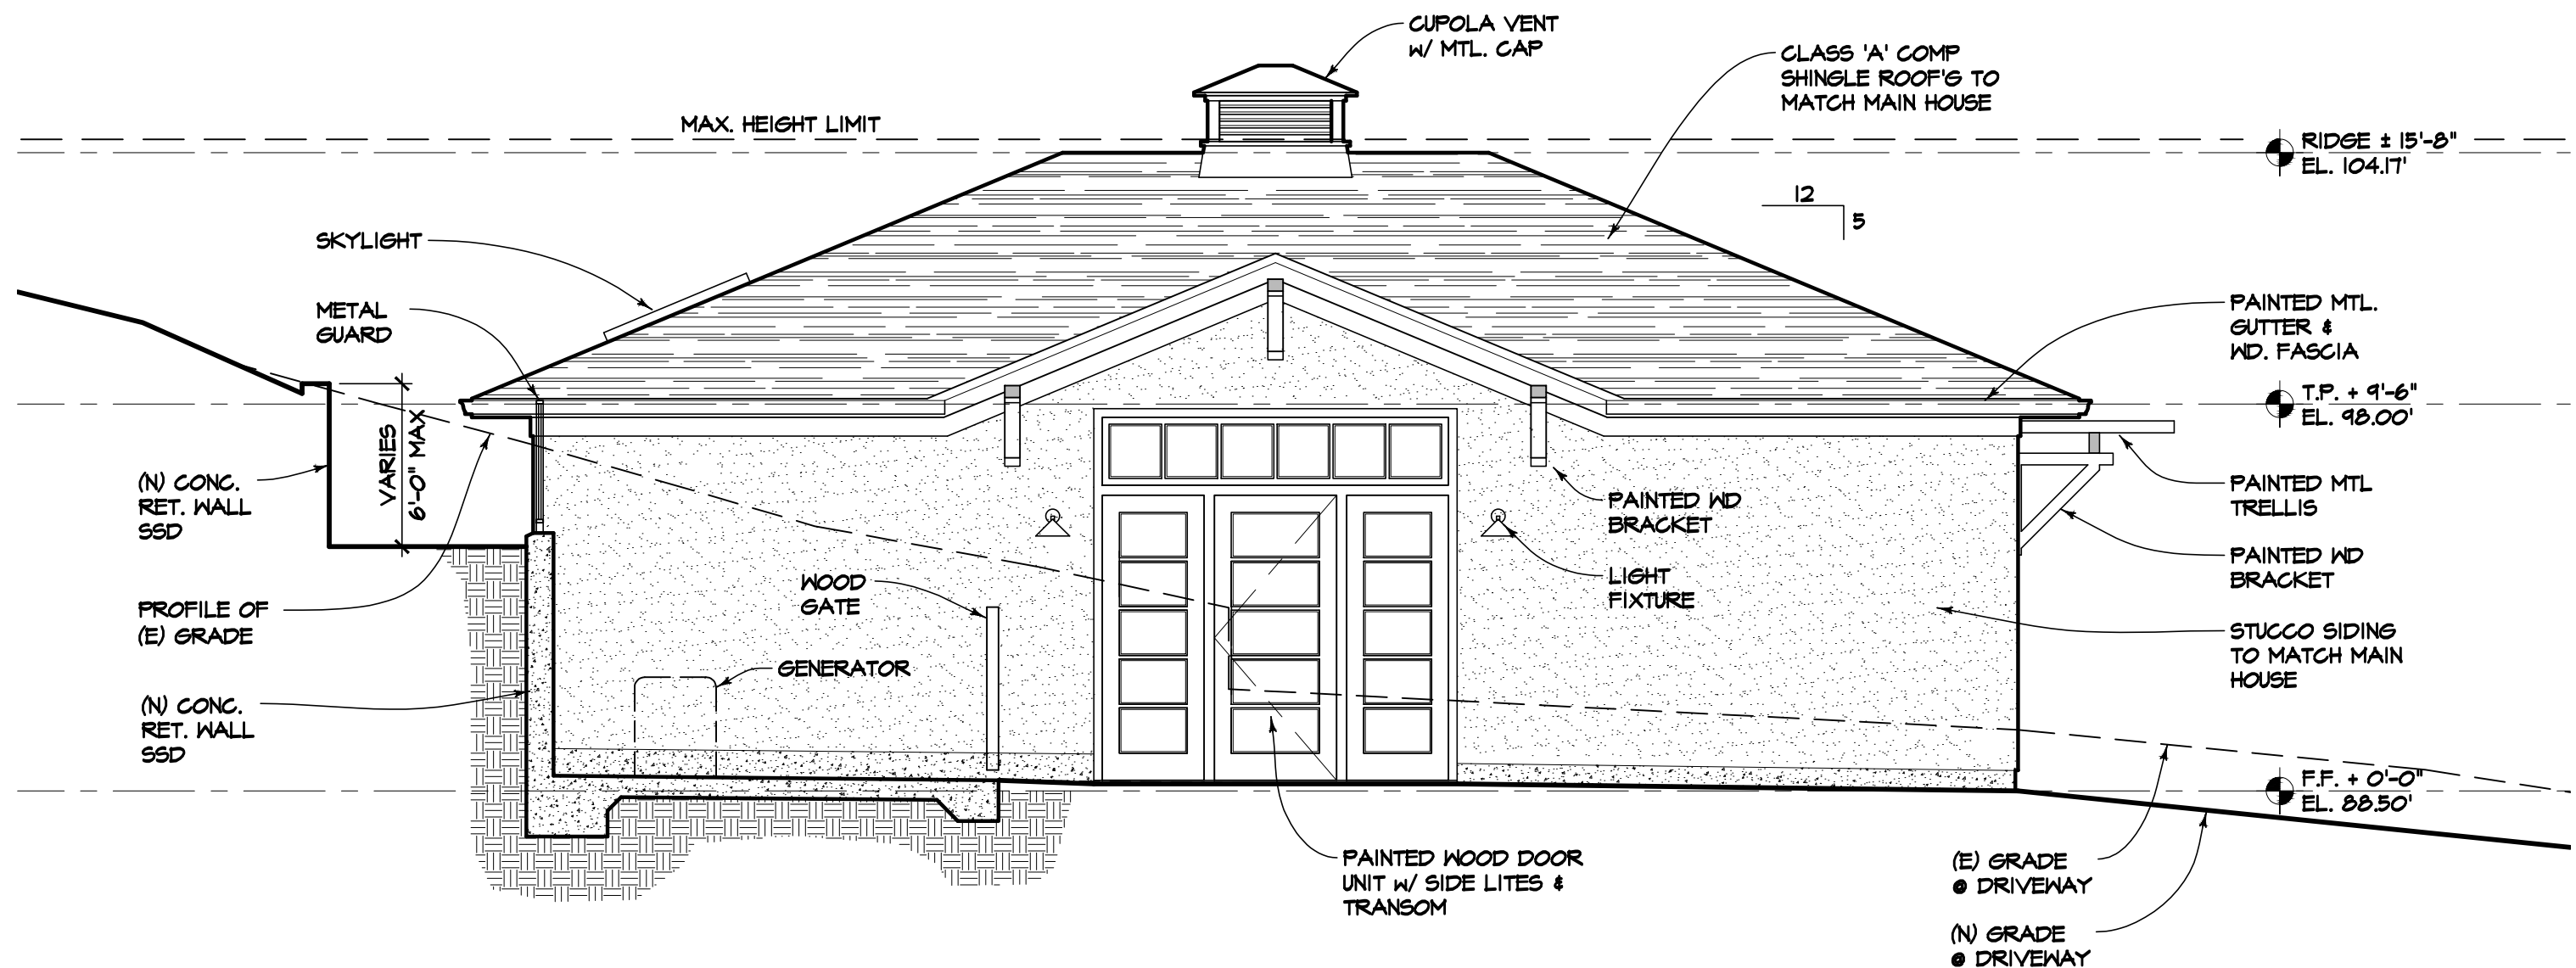 CUPOLA VENT
W/ MTL. CAP
CLASS 'A' COMP
SHINGLE ROOF'G TO
MATCH MAIN HOUSE
MAX. HEIGHT LIMIT
RIDGE ± 15'-8"
EL. 104.17'
12
5
SKYLIGHT
METAL
GUARD
PAINTED MTL.
GUTTER &
WD. FASCIA
T.P. + 9'-6"
EL. 98.00'
VARIES
6'-0" MAX
(N) CONC.
RET. WALL
SSD
PAINTED WD
BRACKET
PAINTED MTL
TRELLIS
PAINTED WD
BRACKET
LIGHT
FIXTURE
WOOD
GATE
PROFILE OF
(E) GRADE
STUCCO SIDING
TO MATCH MAIN
HOUSE
GENERATOR
(N) CONC.
RET. WALL
SSD
F.F. + 0'-0"
EL. 88.50'
PAINTED WOOD DOOR
UNIT W/ SIDE LITES &
TRANSOM
(E) GRADE
@ DRIVEWAY
(N) GRADE
@ DRIVEWAY